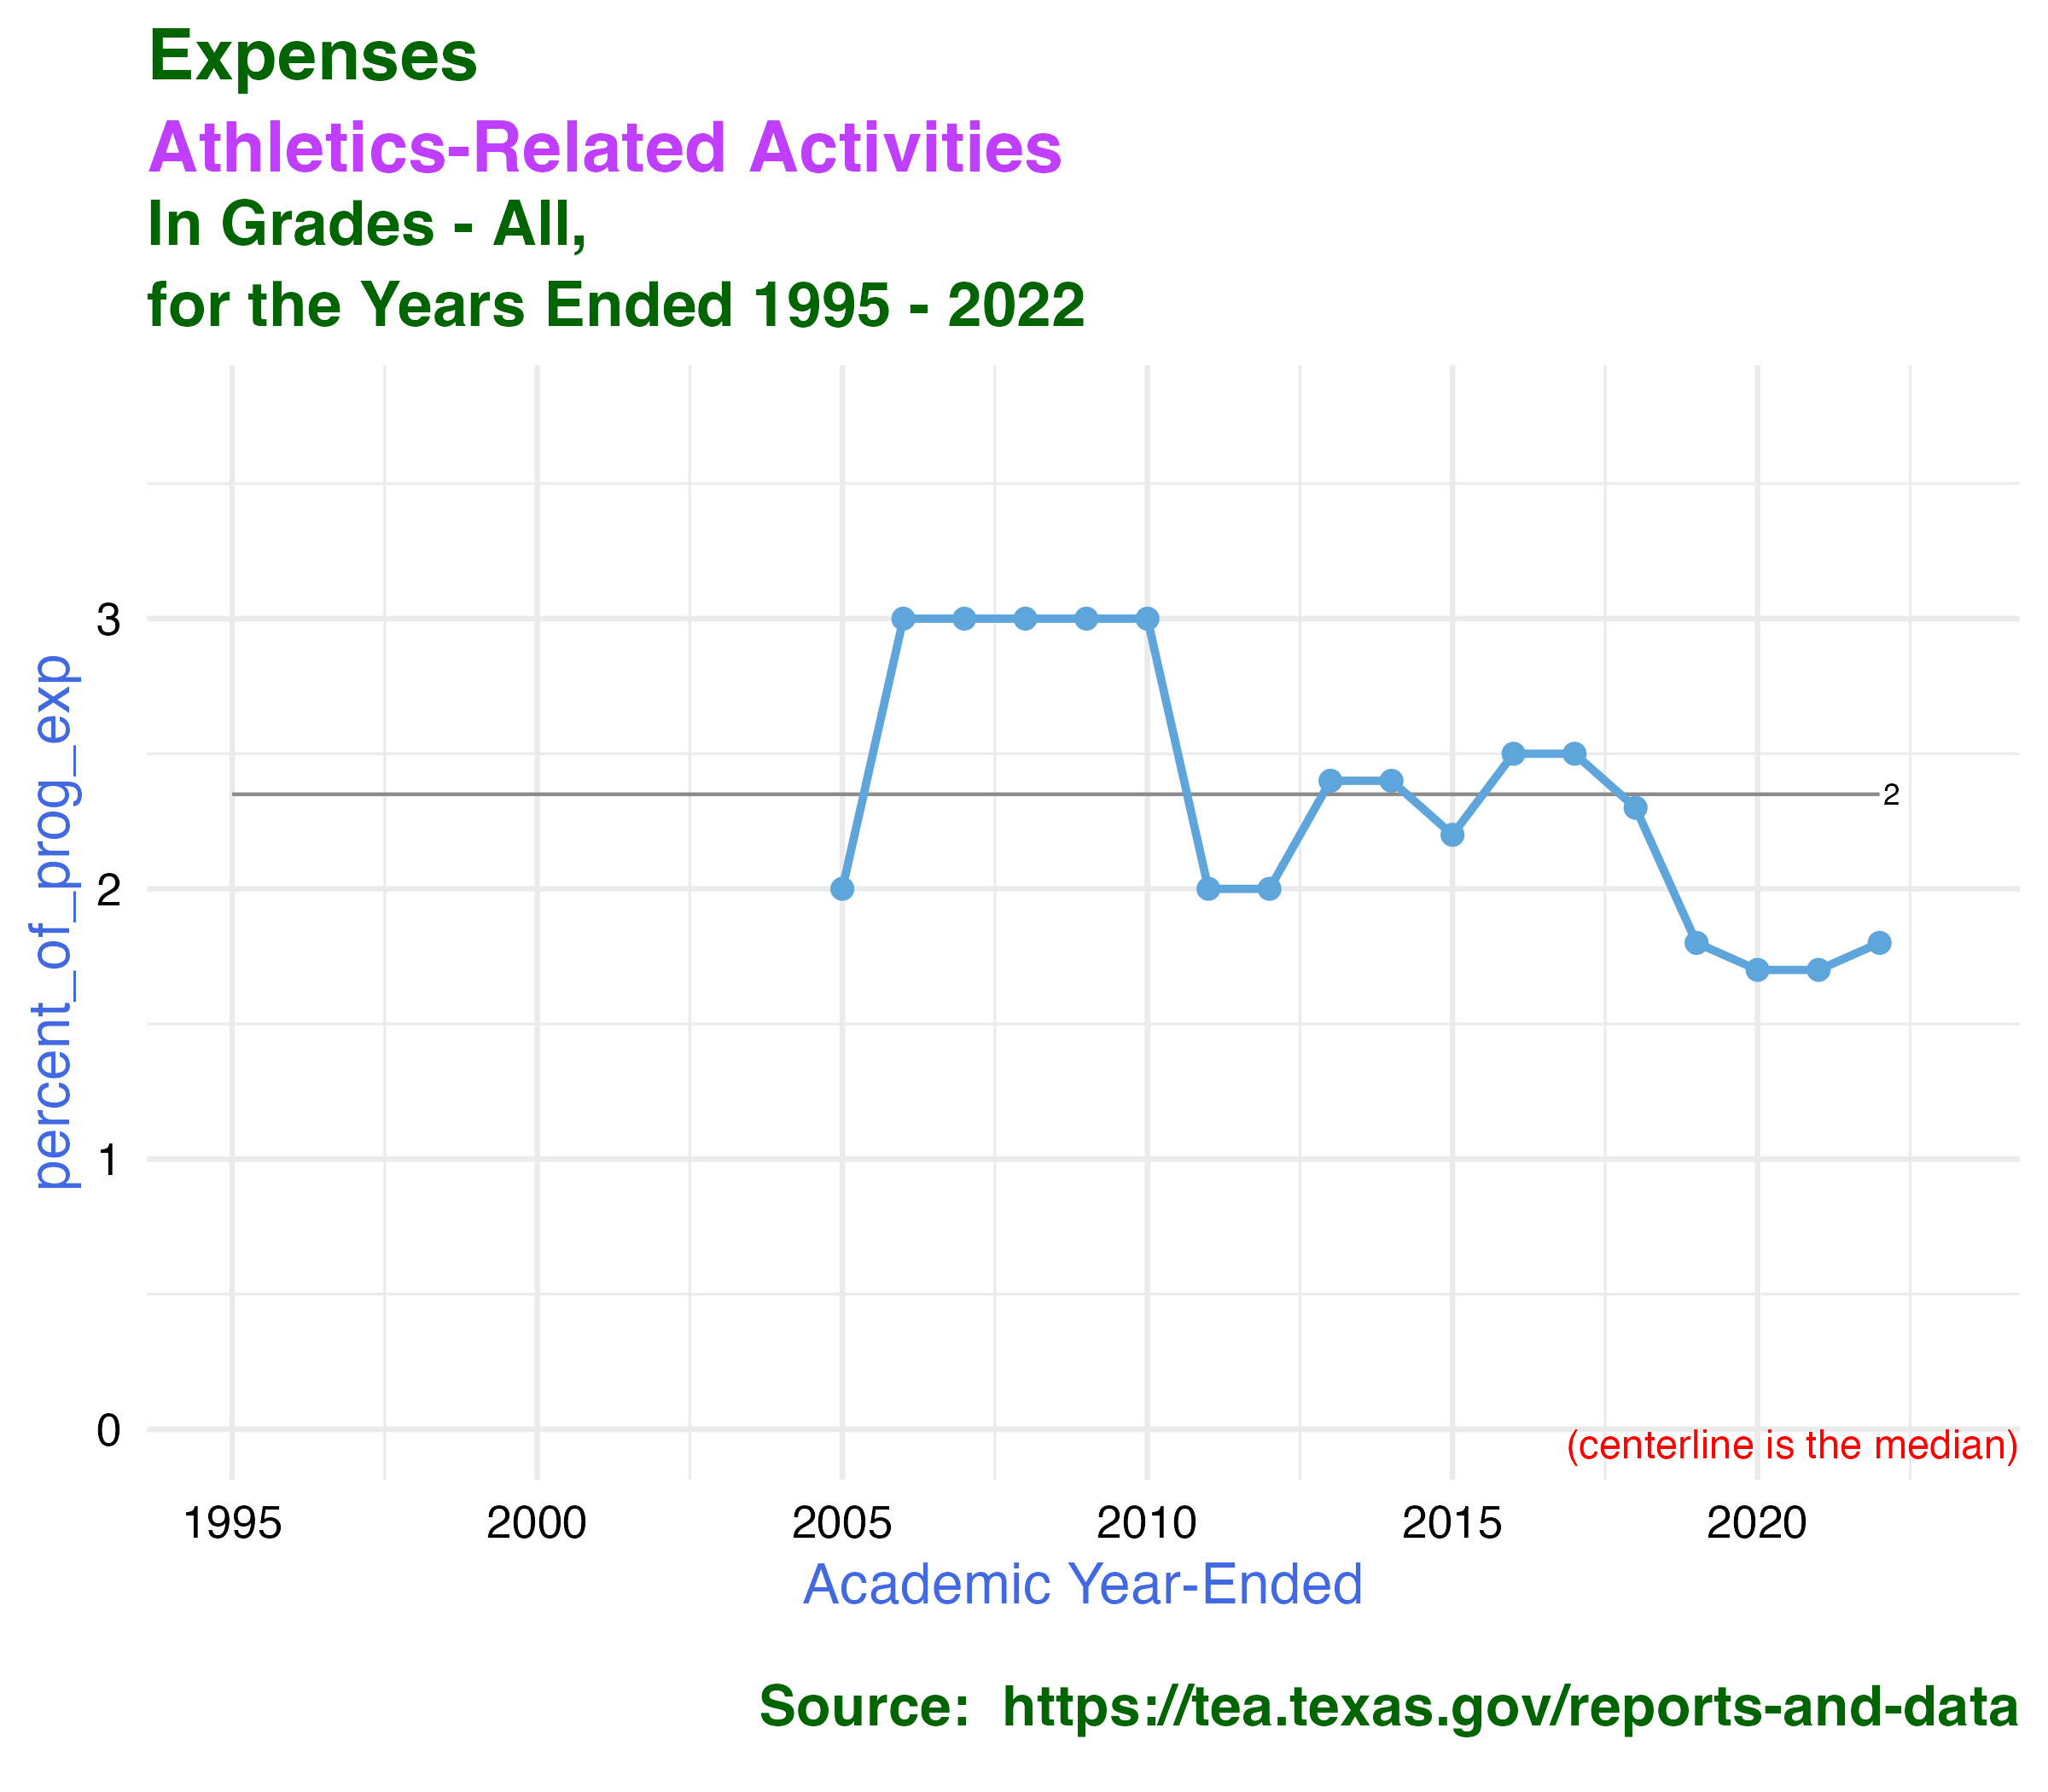 Expenses
Athletics-Related Activities
In Grades - All,
for the Years Ended 1995 - 2022
percent_of_prog_exp
3
2
2
1
0
(centerline is the median)
1995 2000 2005 2010 2015 2020
Academic Year-Ended
Source:  https://tea.texas.gov/reports-and-data